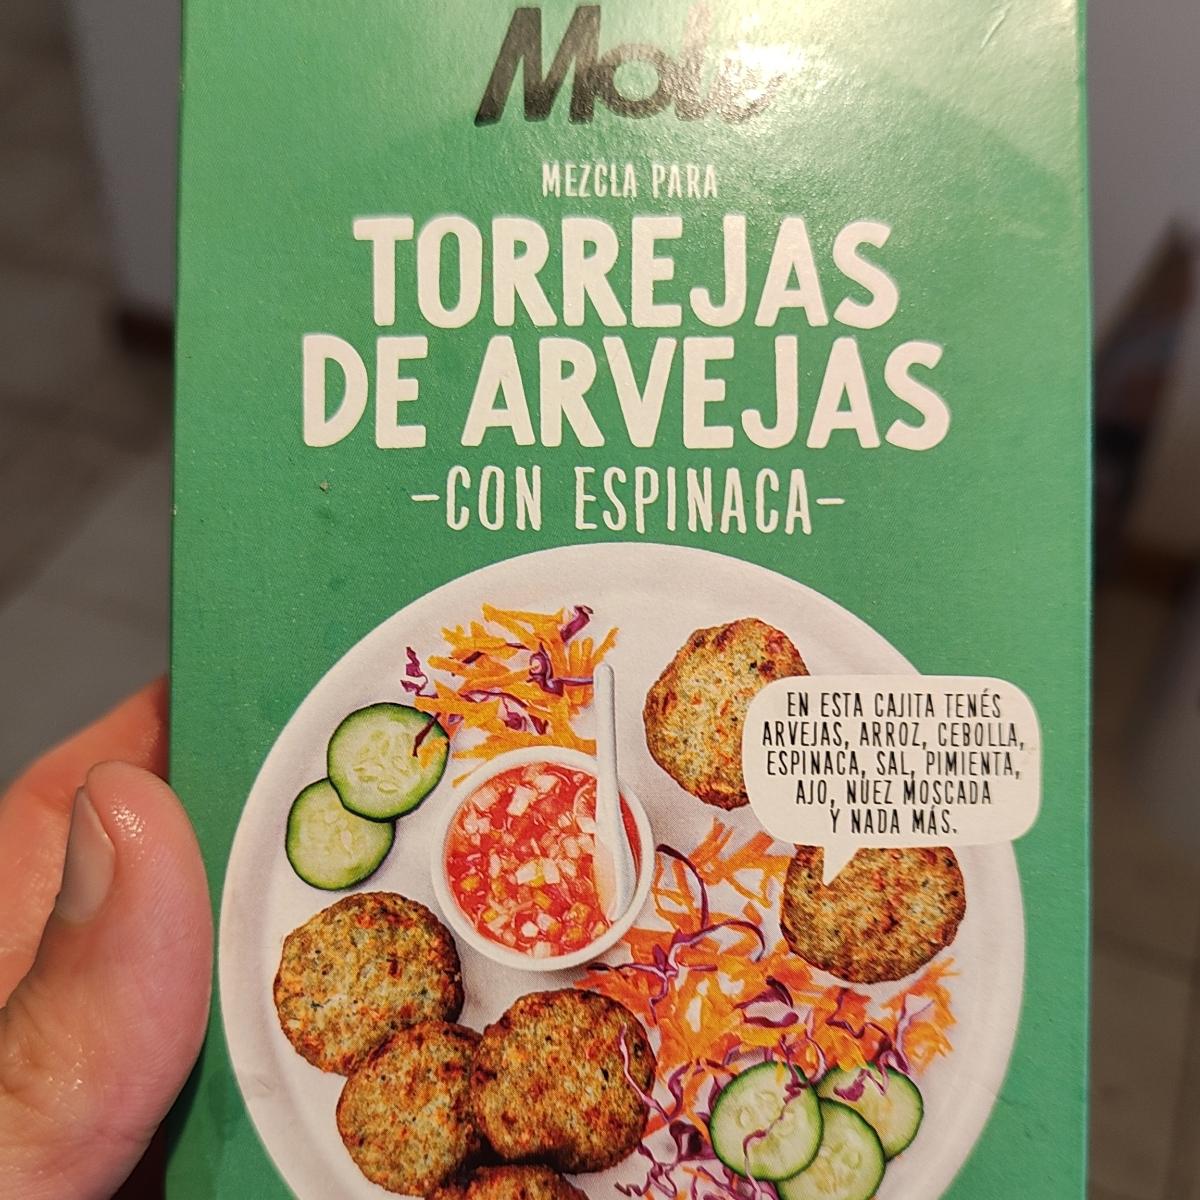 MEZCLA PARA
TORREJAS
DE ARVEJAS
-CON ESPINACA-
EN ESTA CAJITA TENÉS
ARVEJAS, ARROZ, CEBOLLA,
ESPINACA, SAL, PIMIENTA,
AJO, NUEZ MOSCADA
Y NADA MÁS.